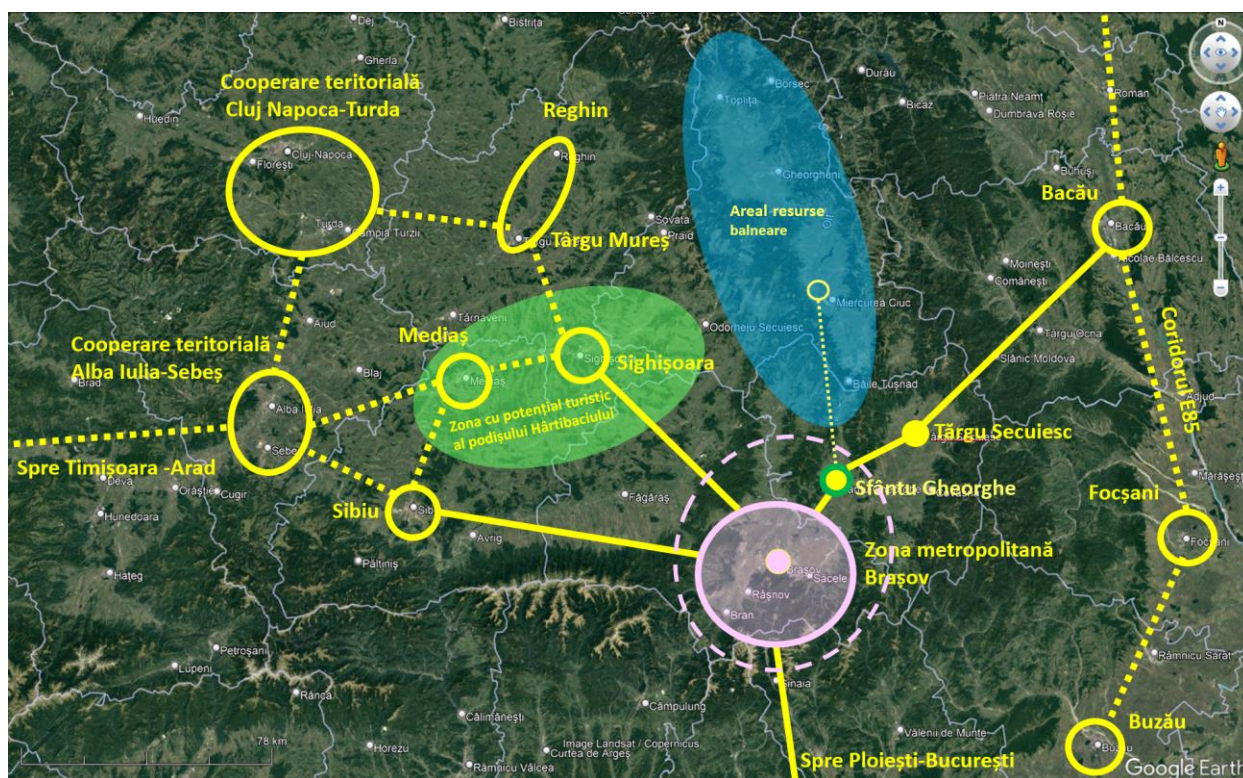 Dej
Bistrița
Gherla
Cooperare teritorială
Cluj Napoca-Turda
Huedin
Cluj-Napoca
Florești
Turda
Câmpia Turzii
Reghin
Reghin
Târgu Mureș
Toplița
Borsec
Durău
Bicaz
Piatra Neamț
Dumbrava Roșie
Roman
N
Gheorgheni
Areal resurse
balneare
Sovata
Praid
Buhuși
Bacău
Bacău
Nicolae Bălcescu
Moinești
Comănești
Miercurea Ciuc
Târgu Ocna
Slănic Moldova
Coridorul E85
Adjud
Târnăveni
Odorheiu Secuiesc
Aiud
Mediaș
Mediaș
Sighișoara
Cooperare teritorială
Alba Iulia-Sebeș
Brad
Blaj
Băile Tușnad
Zona cu potențial turistic
al podișului Hârtibaciului
Alba Iulia
Târgu Secuiesc
Spre Timișoara -Arad
Deva
Orăștie
Cugir
Sfântu Gheorghe
Mărășești
Făgăraș
Focșani
Focșani
Hunedoara
Sibiu
Avrig
Zona metropolitană
Brașov
Brașov
Săcele
Păltiniș
Râșnov
Hațeg
Bran
Petroșani
Râmnicu Sărat
Lupeni
Sinaia
Rânca
Câmpulung
Călimănești
Buzău
Buzău
Vălenii de Munte
78 km
Horezu
Image Landsat / Copernicus
Curtea de Argeș
Râmnicu Vâlcea
Spre Ploiești-București
Google Earth